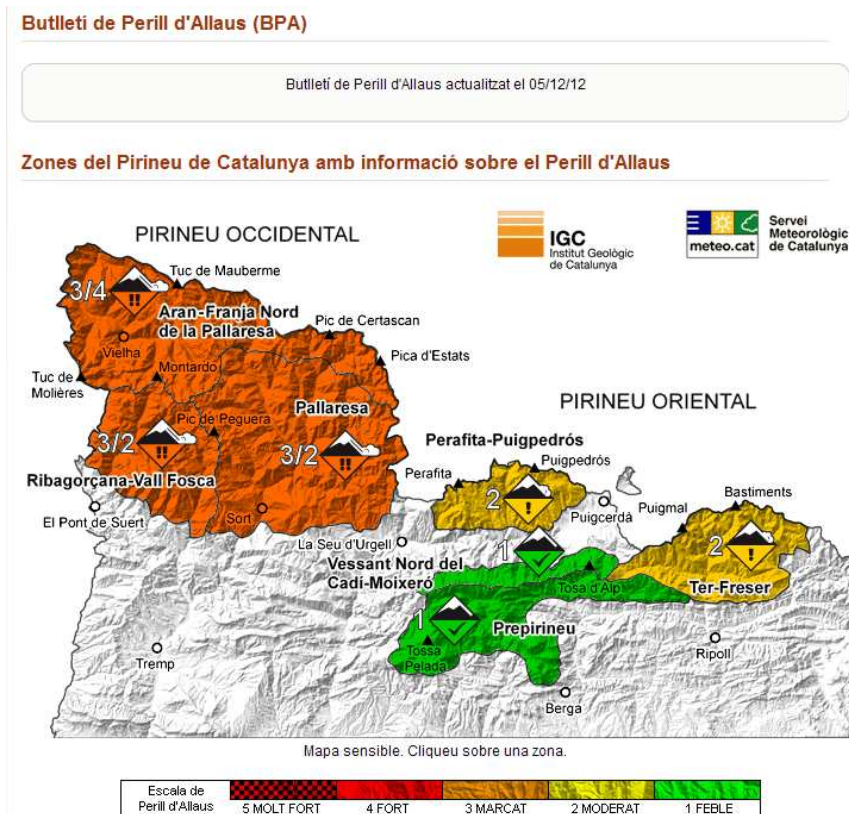 Butlletí de Perill d'Allaus (BPA)
Butlletí de Perill d'Allaus actualitzat el 05/12/12
Zones del Pirineu de Catalunya amb informació sobre el Perill d'Allaus
PIRINEU OCCIDENTAL
IGC
Institut Geològic
de Catalunya
meteo.cat
Servei
Meteorològic
de Catalunya
Tuc de Mauberme
3/4
!!
Aran-Franja Nord
de la Pallaresa
Pic de Certascan
Vielha
Pica d'Estats
Tuc de
Molières
Montardo
Pallaresa
PIRINEU ORIENTAL
Pic de Peguera
3/2
!!
3/2
!!
Perafita-Puigpedrós
Puigpedrós
Perafita
Ribagorçana-Vall Fosca
2
!
Bastiments
Puigmal
Puigcerdà
El Pont de Suert
Sort
La Seu d'Urgell
1
2
!
Vessant Nord del
Cadí-Moixeró
Tosa d'Alp
Ter-Freser
1
Prepirineu
Tossa
Pelada
Tremp
Ripoll
Berga
Mapa sensible. Cliqueu sobre una zona.
Escala de
Perill d'Allaus
5 MOLT FORT
4 FORT
3 MARCAT
2 MODERAT
1 FEBLE